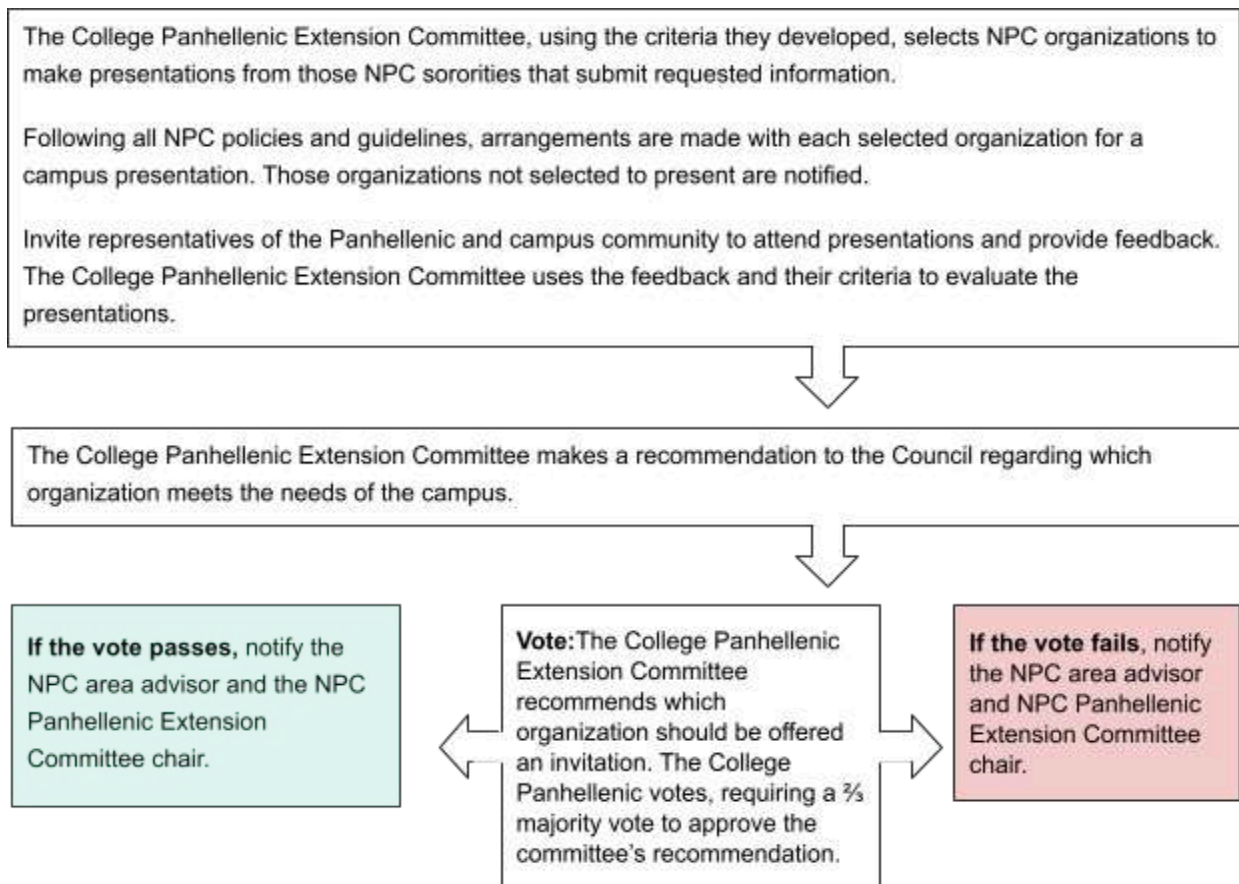 The College Panhellenic Extension Committee, using the criteria they developed, selects NPC organizations to
make presentations from those NPC sororities that submit requested information.
Following all NPC policies and guidelines, arrangements are made with each selected organization for a
campus presentation. Those organizations not selected to present are notified.
Invite representatives of the Panhellenic and campus community to attend presentations and provide feedback.
The College Panhellenic Extension Committee uses the feedback and their criteria to evaluate the
presentations.
The College Panhellenic Extension Committee makes a recommendation to the Council regarding which
organization meets the needs of the campus.
If the vote passes, notify the
NPC area advisor and the NPC
Panhellenic Extension
Committee chair.
Vote:The College Panhellenic
Extension Committee
recommends which
organization should be offered
an invitation. The College
Panhellenic votes, requiring a ⅔
majority vote to approve the
committee's recommendation.
If the vote fails, notify
the NPC area advisor
and NPC Panhellenic
Extension Committee
chair.